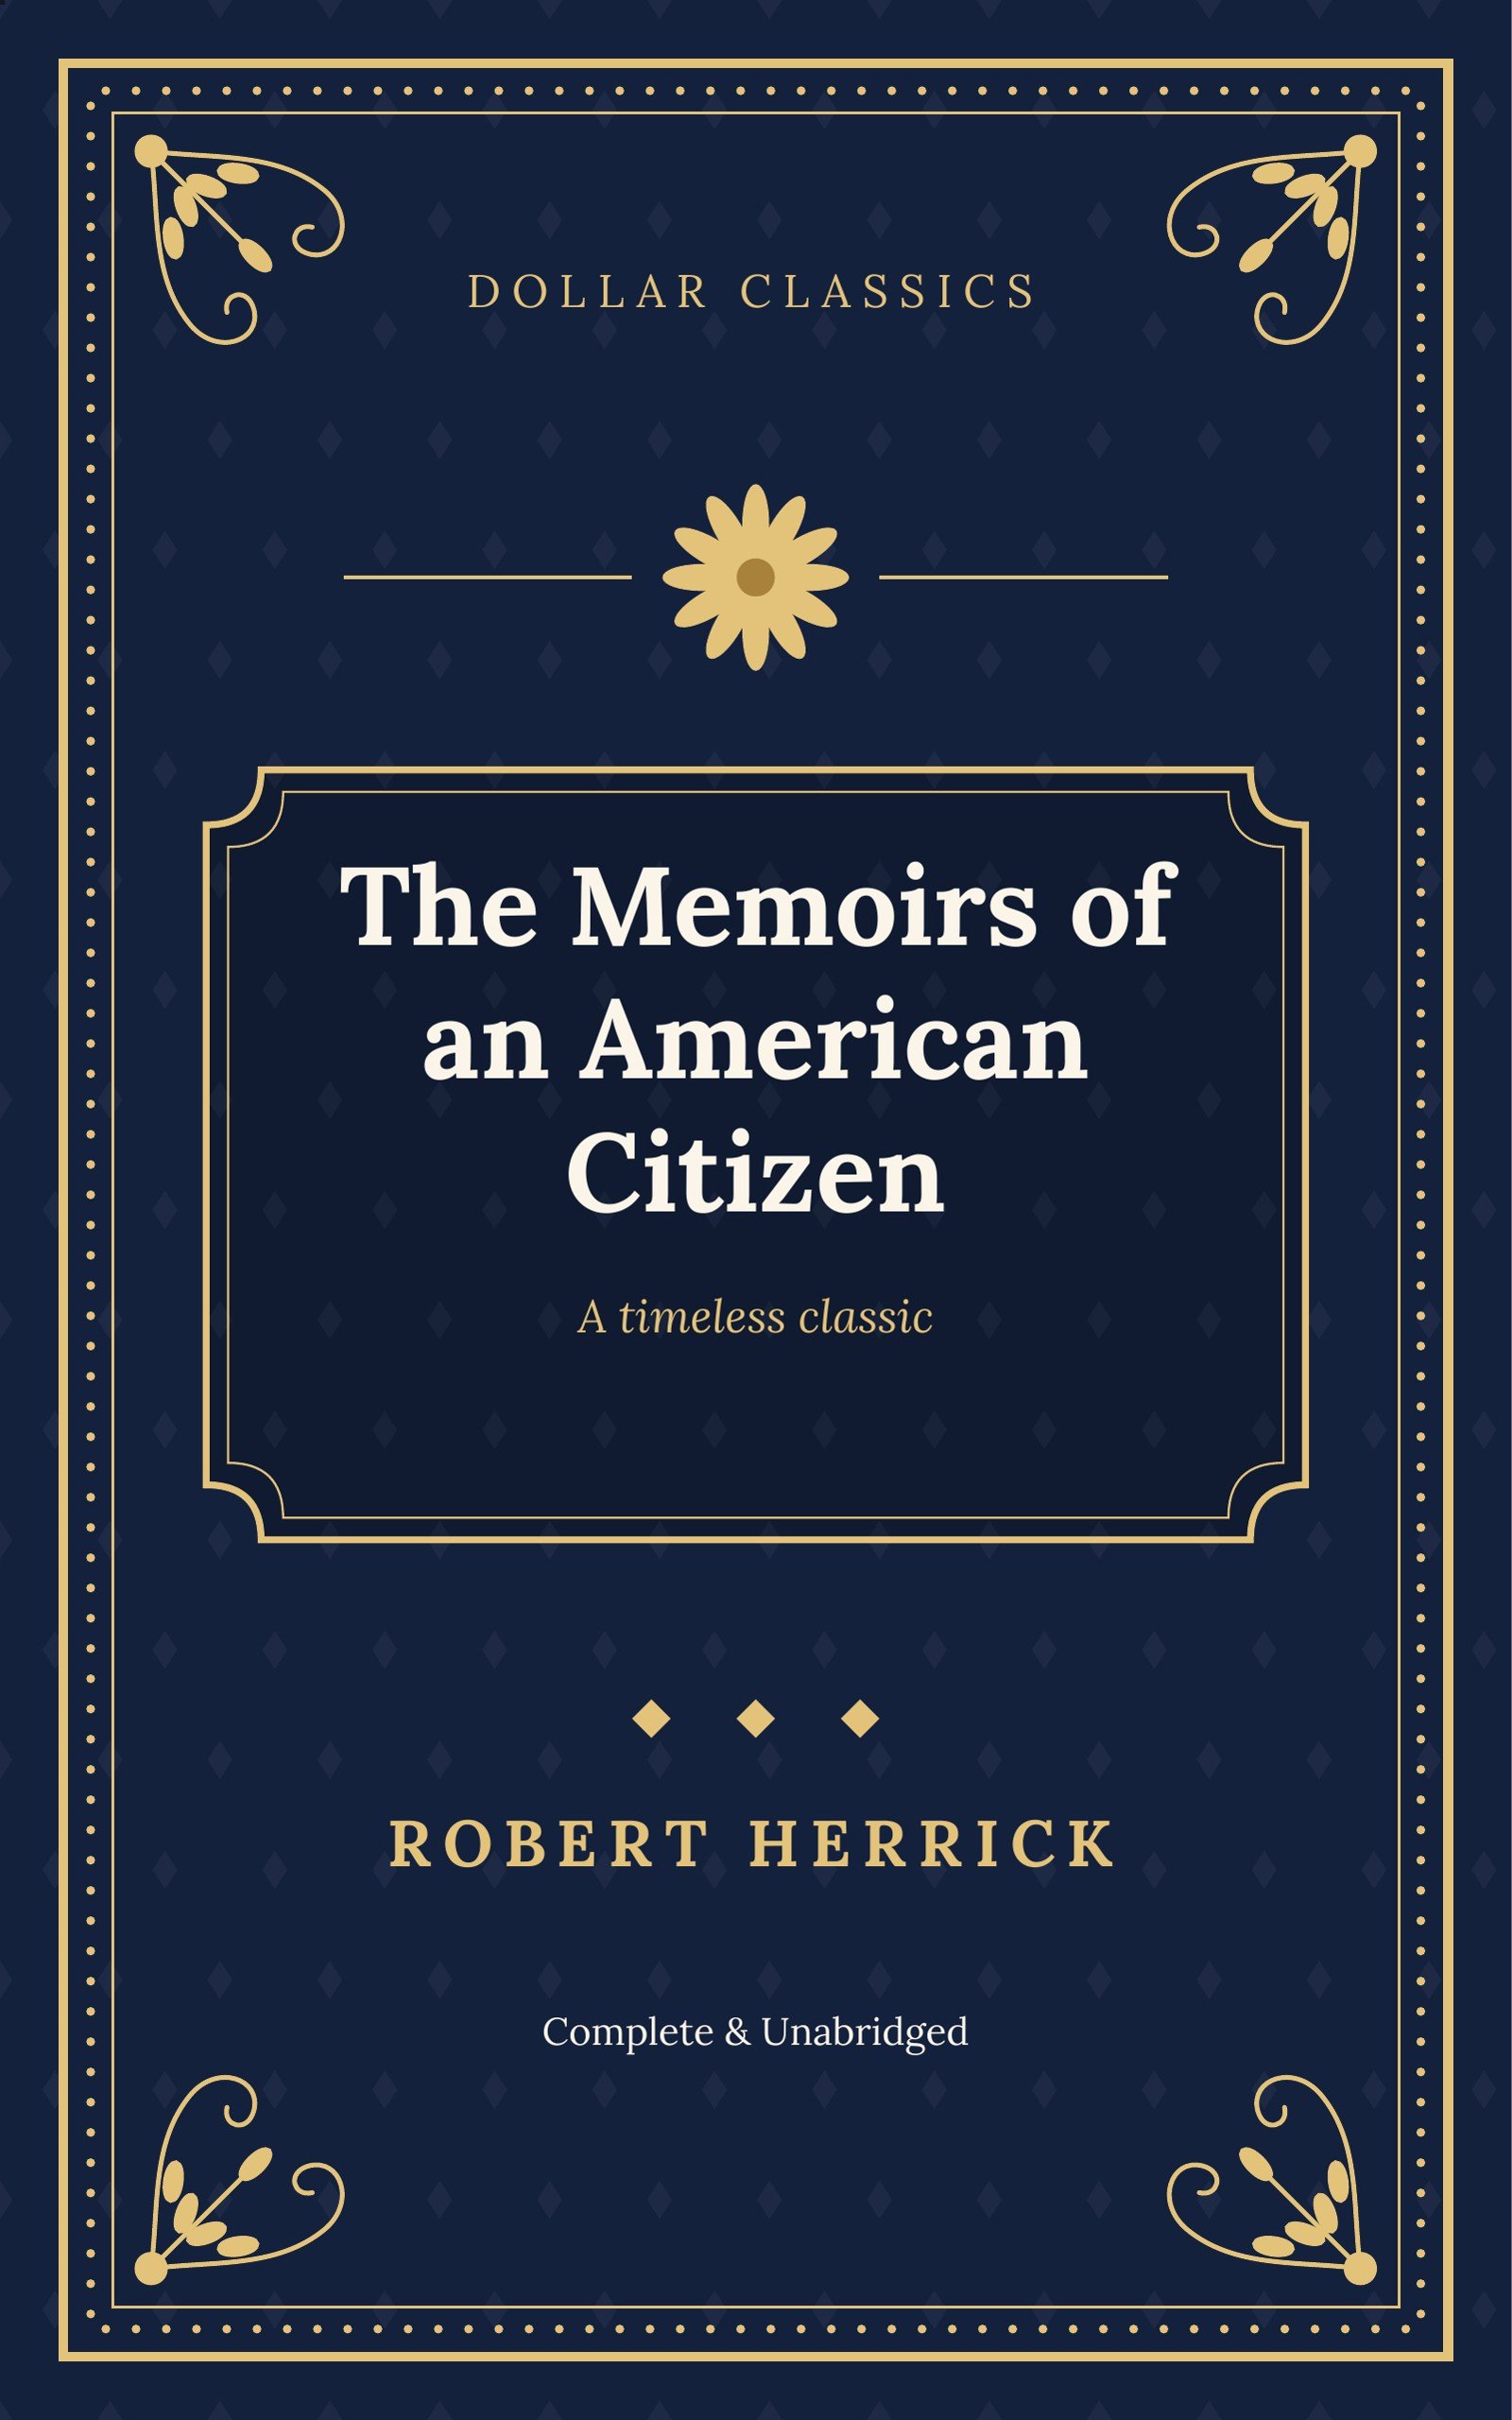 DOLLAR CLASSICS
The Memoirs of
an American
Citizen
A timeless classic
ROBERT HERRICK
Complete & Unabridged